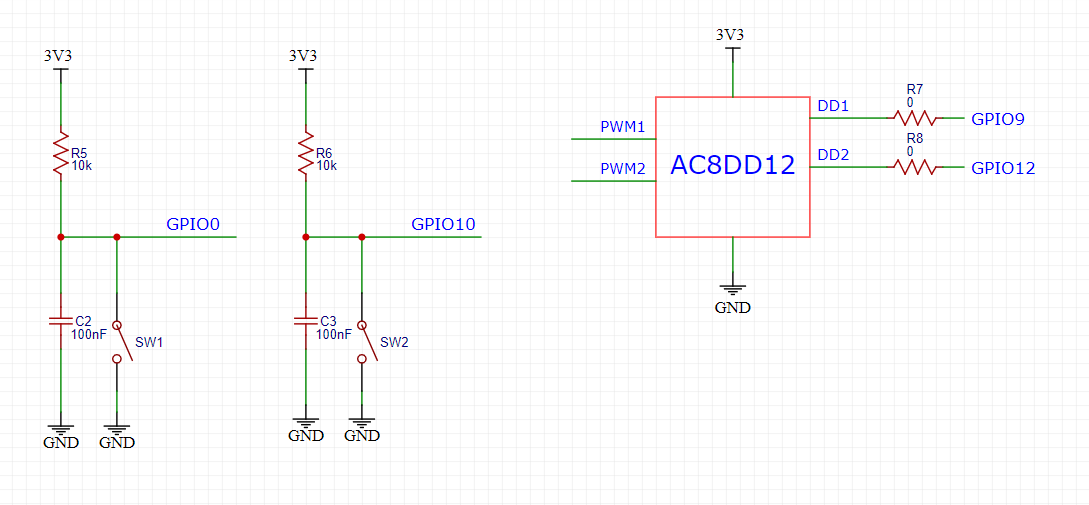 3V3
R5
10k
GPIO0
C2
100nF
SW1
GND
GND
3V3
R6
10k
GPIO10
C3
100nF
SW2
GND
GND
3V3
PWM1
PWM2
AC8DD12
DD1
DD2
R7
0
GPIO9
R8
0
GPIO12
GND